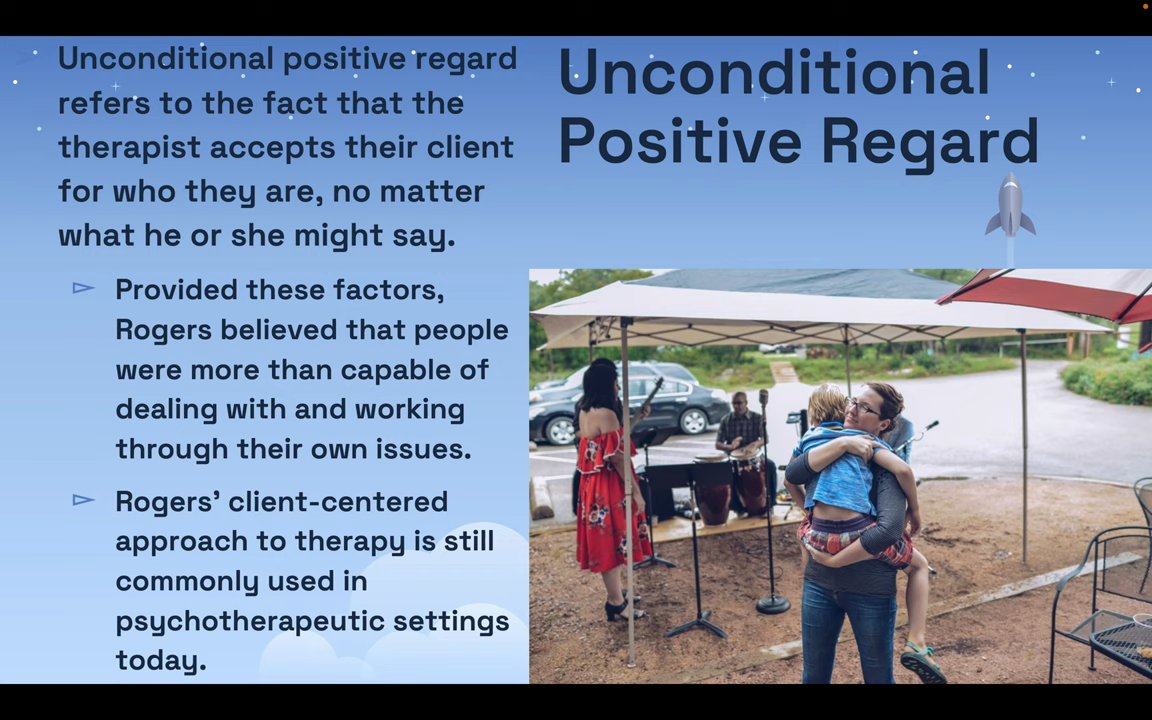 Unconditional
Positive Regard
Unconditional positive regard
refers to the fact that the
therapist accepts their client
for who they are, no matter
what he or she might say.
Provided these factors,
Rogers believed that people
were more than capable of
dealing with and working
through their own issues.
Rogers’ client-centered
approach to therapy is still
commonly used in
psychotherapeutic settings
today.